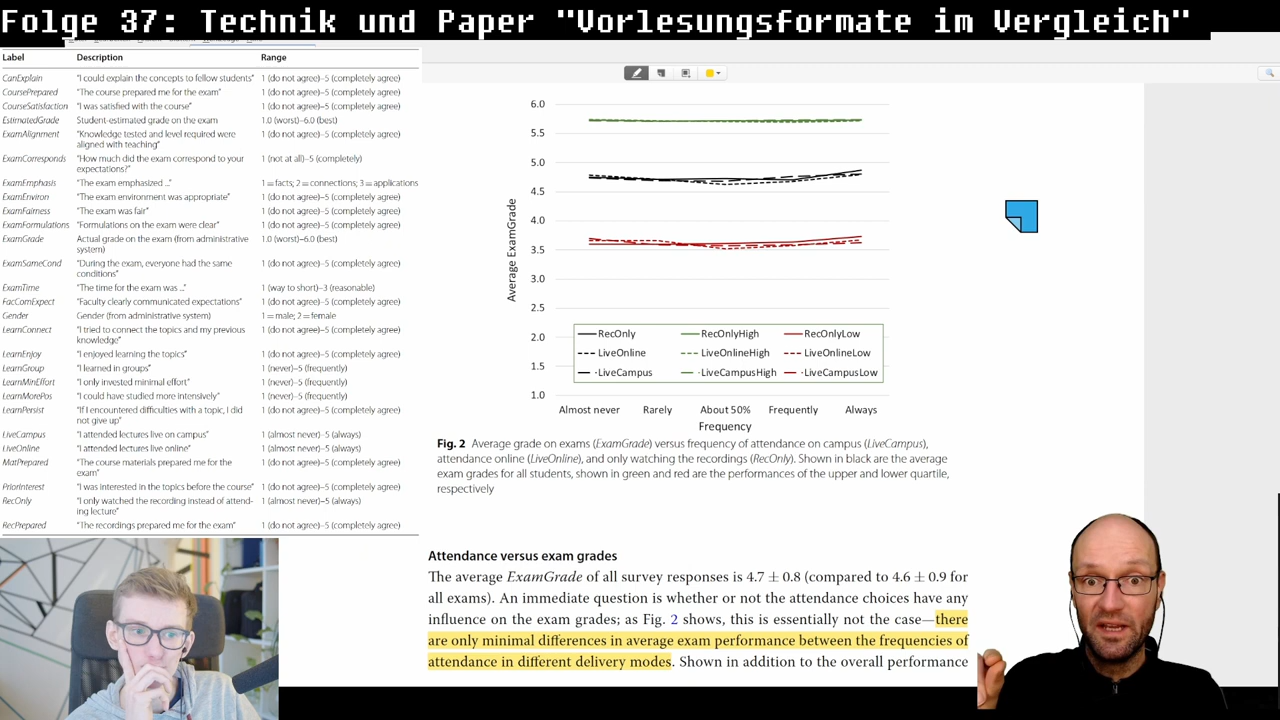 Folge 37: Technik und Paper "Vorlesungsformate im Vergleich"
Label Description Range
CanExplain "I could explain the concepts to fellow students" 1 (do not agree)–5 (completely agree)
CoursePrepared "The course prepared me for the exam" 1 (do not agree)–5 (completely agree)
CourseSatisfaction "I was satisfied with the course" 1 (do not agree)–5 (completely agree)
EstimatedGrade Student-estimated grade on the exam 1.0 (worst)–6.0 (best)
ExamAlignment "Knowledge tested and level required were 1 (do not agree)–5 (completely agree)
aligned with teaching"
ExamCorresponds "How much did the exam correspond to your 1 (not at all)–5 (completely)
expectations?"
ExamEmphasis "The exam emphasized ..." 1 = facts; 2 = connections; 3 = applications
ExamEnviron "The exam environment was appropriate" 1 (do not agree)–5 (completely agree)
ExamFairness "The exam was fair" 1 (do not agree)–5 (completely agree)
ExamFormulations "Formulations on the exam were clear" 1 (do not agree)–5 (completely agree)
ExamGrade Actual grade on the exam (from administrative 1.0 (worst)–6.0 (best)
system)
ExamSameCond "During the exam, everyone had the same 1 (do not agree)–5 (completely agree)
conditions"
ExamTime "The time for the exam was ..." 1 (way to short)–3 (reasonable)
FacComExpect "Faculty clearly communicated expectations" 1 (do not agree)–5 (completely agree)
Gender Gender (from administrative system) 1 = male; 2 = female
LearnConnect "I tried to connect the topics and my previous 1 (do not agree)–5 (completely agree)
knowledge"
LearnEnjoy "I enjoyed learning the topics" 1 (do not agree)–5 (completely agree)
LearnGroup "I learned in groups" 1 (never)–5 (frequently)
LearnMinEffort "I only invested minimal effort" 1 (never)–5 (frequently)
LearnMorePos "I could have studied more intensively" 1 (never)–5 (frequently)
LearnPersist "If I encountered difficulties with a topic, I did 1 (do not agree)–5 (completely agree)
not give up"
LiveCampus "I attended lectures live on campus" 1 (almost never)–5 (always)
LiveOnline "I attended lectures live online" 1 (almost never)–5 (always)
MatPrepared "The course materials prepared me for the 1 (do not agree)–5 (completely agree)
exam"
PriorInterest "I was interested in the topics before the course" 1 (do not agree)–5 (completely agree)
RecOnly "I only watched the recording instead of attend- 1 (almost never)–5 (always)
ing lecture"
RecPrepared "The recordings prepared me for the exam" 1 (do not agree)–5 (completely agree)
6.0
5.5
5.0
4.5
4.0
3.5
3.0
2.5
2.0
1.5
1.0
Average ExamGrade
RecOnly RecOnlyHigh RecOnlyLow
LiveOnline LiveOnlineHigh LiveOnlineLow
LiveCampus LiveCampusHigh LiveCampusLow
Almost never Rarely About 50% Frequently Always
Frequency
Fig. 2 Average grade on exams (ExamGrade) versus frequency of attendance on campus (LiveCampus),
attendance online (LiveOnline), and only watching the recordings (RecOnly). Shown in black are the average
exam grades for all students, shown in green and red are the performances of the upper and lower quartile,
respectively
Attendance versus exam grades
The average ExamGrade of all survey responses is 4.7 ± 0.8 (compared to 4.6 ± 0.9 for
all exams). An immediate question is whether or not the attendance choices have any
influence on the exam grades; as Fig. 2 shows, this is essentially not the case—there
are only minimal differences in average exam performance between the frequencies of
attendance in different delivery modes. Shown in addition to the overall performance